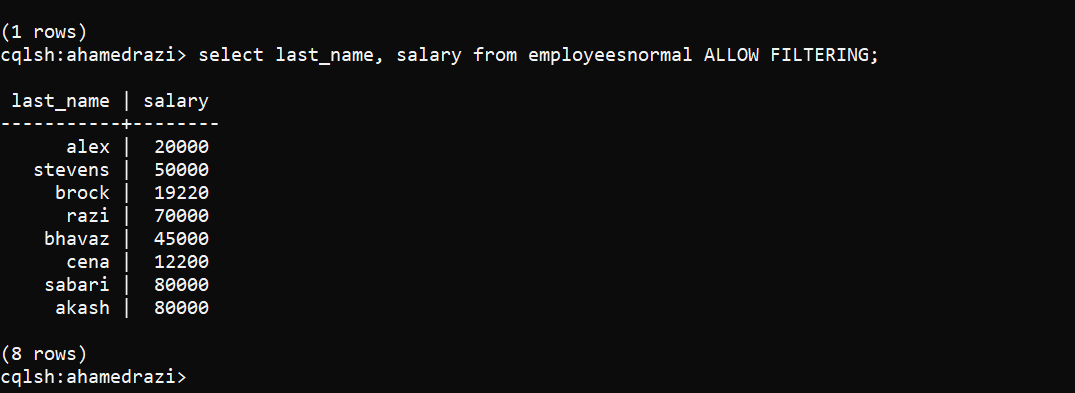 (1 rows)
cqlsh:ahamedrazi> select last_name, salary from employeesnormal ALLOW FILTERING;
 last_name | salary
-----------+--------
      alex |  20000
   stevens |  50000
     brock |  19220
      razi |  70000
    bhavaz |  45000
      cena |  12200
    sabari |  80000
     akash |  80000
(8 rows)
cqlsh:ahamedrazi>